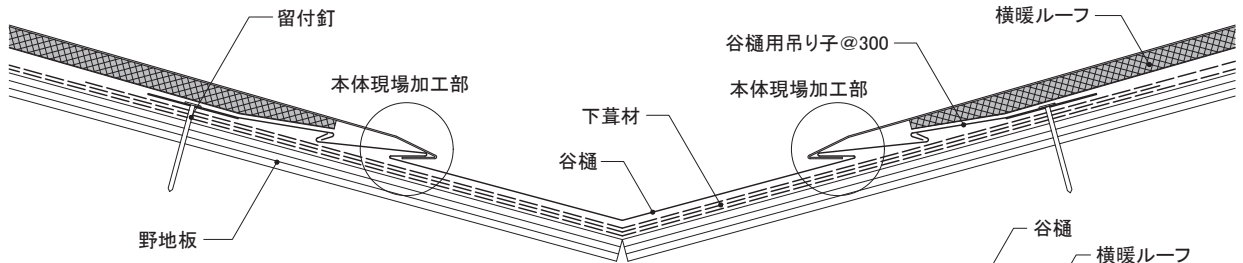 留付釘
横暖ルーフ
谷樋用吊り子@300
本体現場加工部
本体現場加工部
下葺材
谷樋
野地板
谷樋
横暖ルーフ